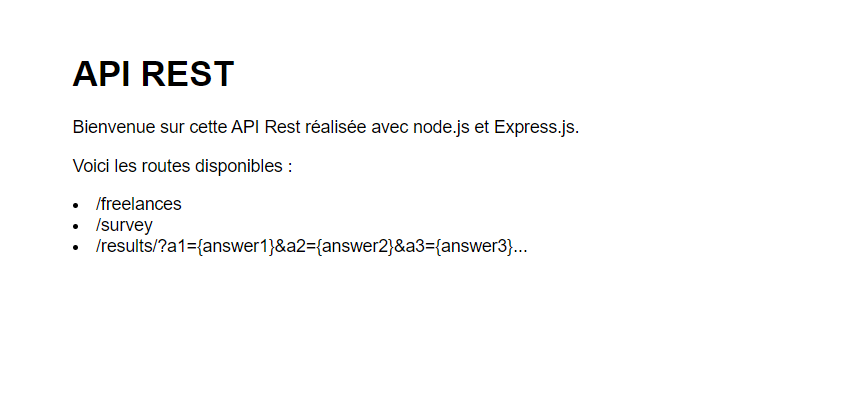 API REST
Bienvenue sur cette API Rest réalisée avec node.js et Express.js.
Voici les routes disponibles :
• /freelances
• /survey
• /results/?a1={answer1}&a2={answer2}&a3={answer3}...